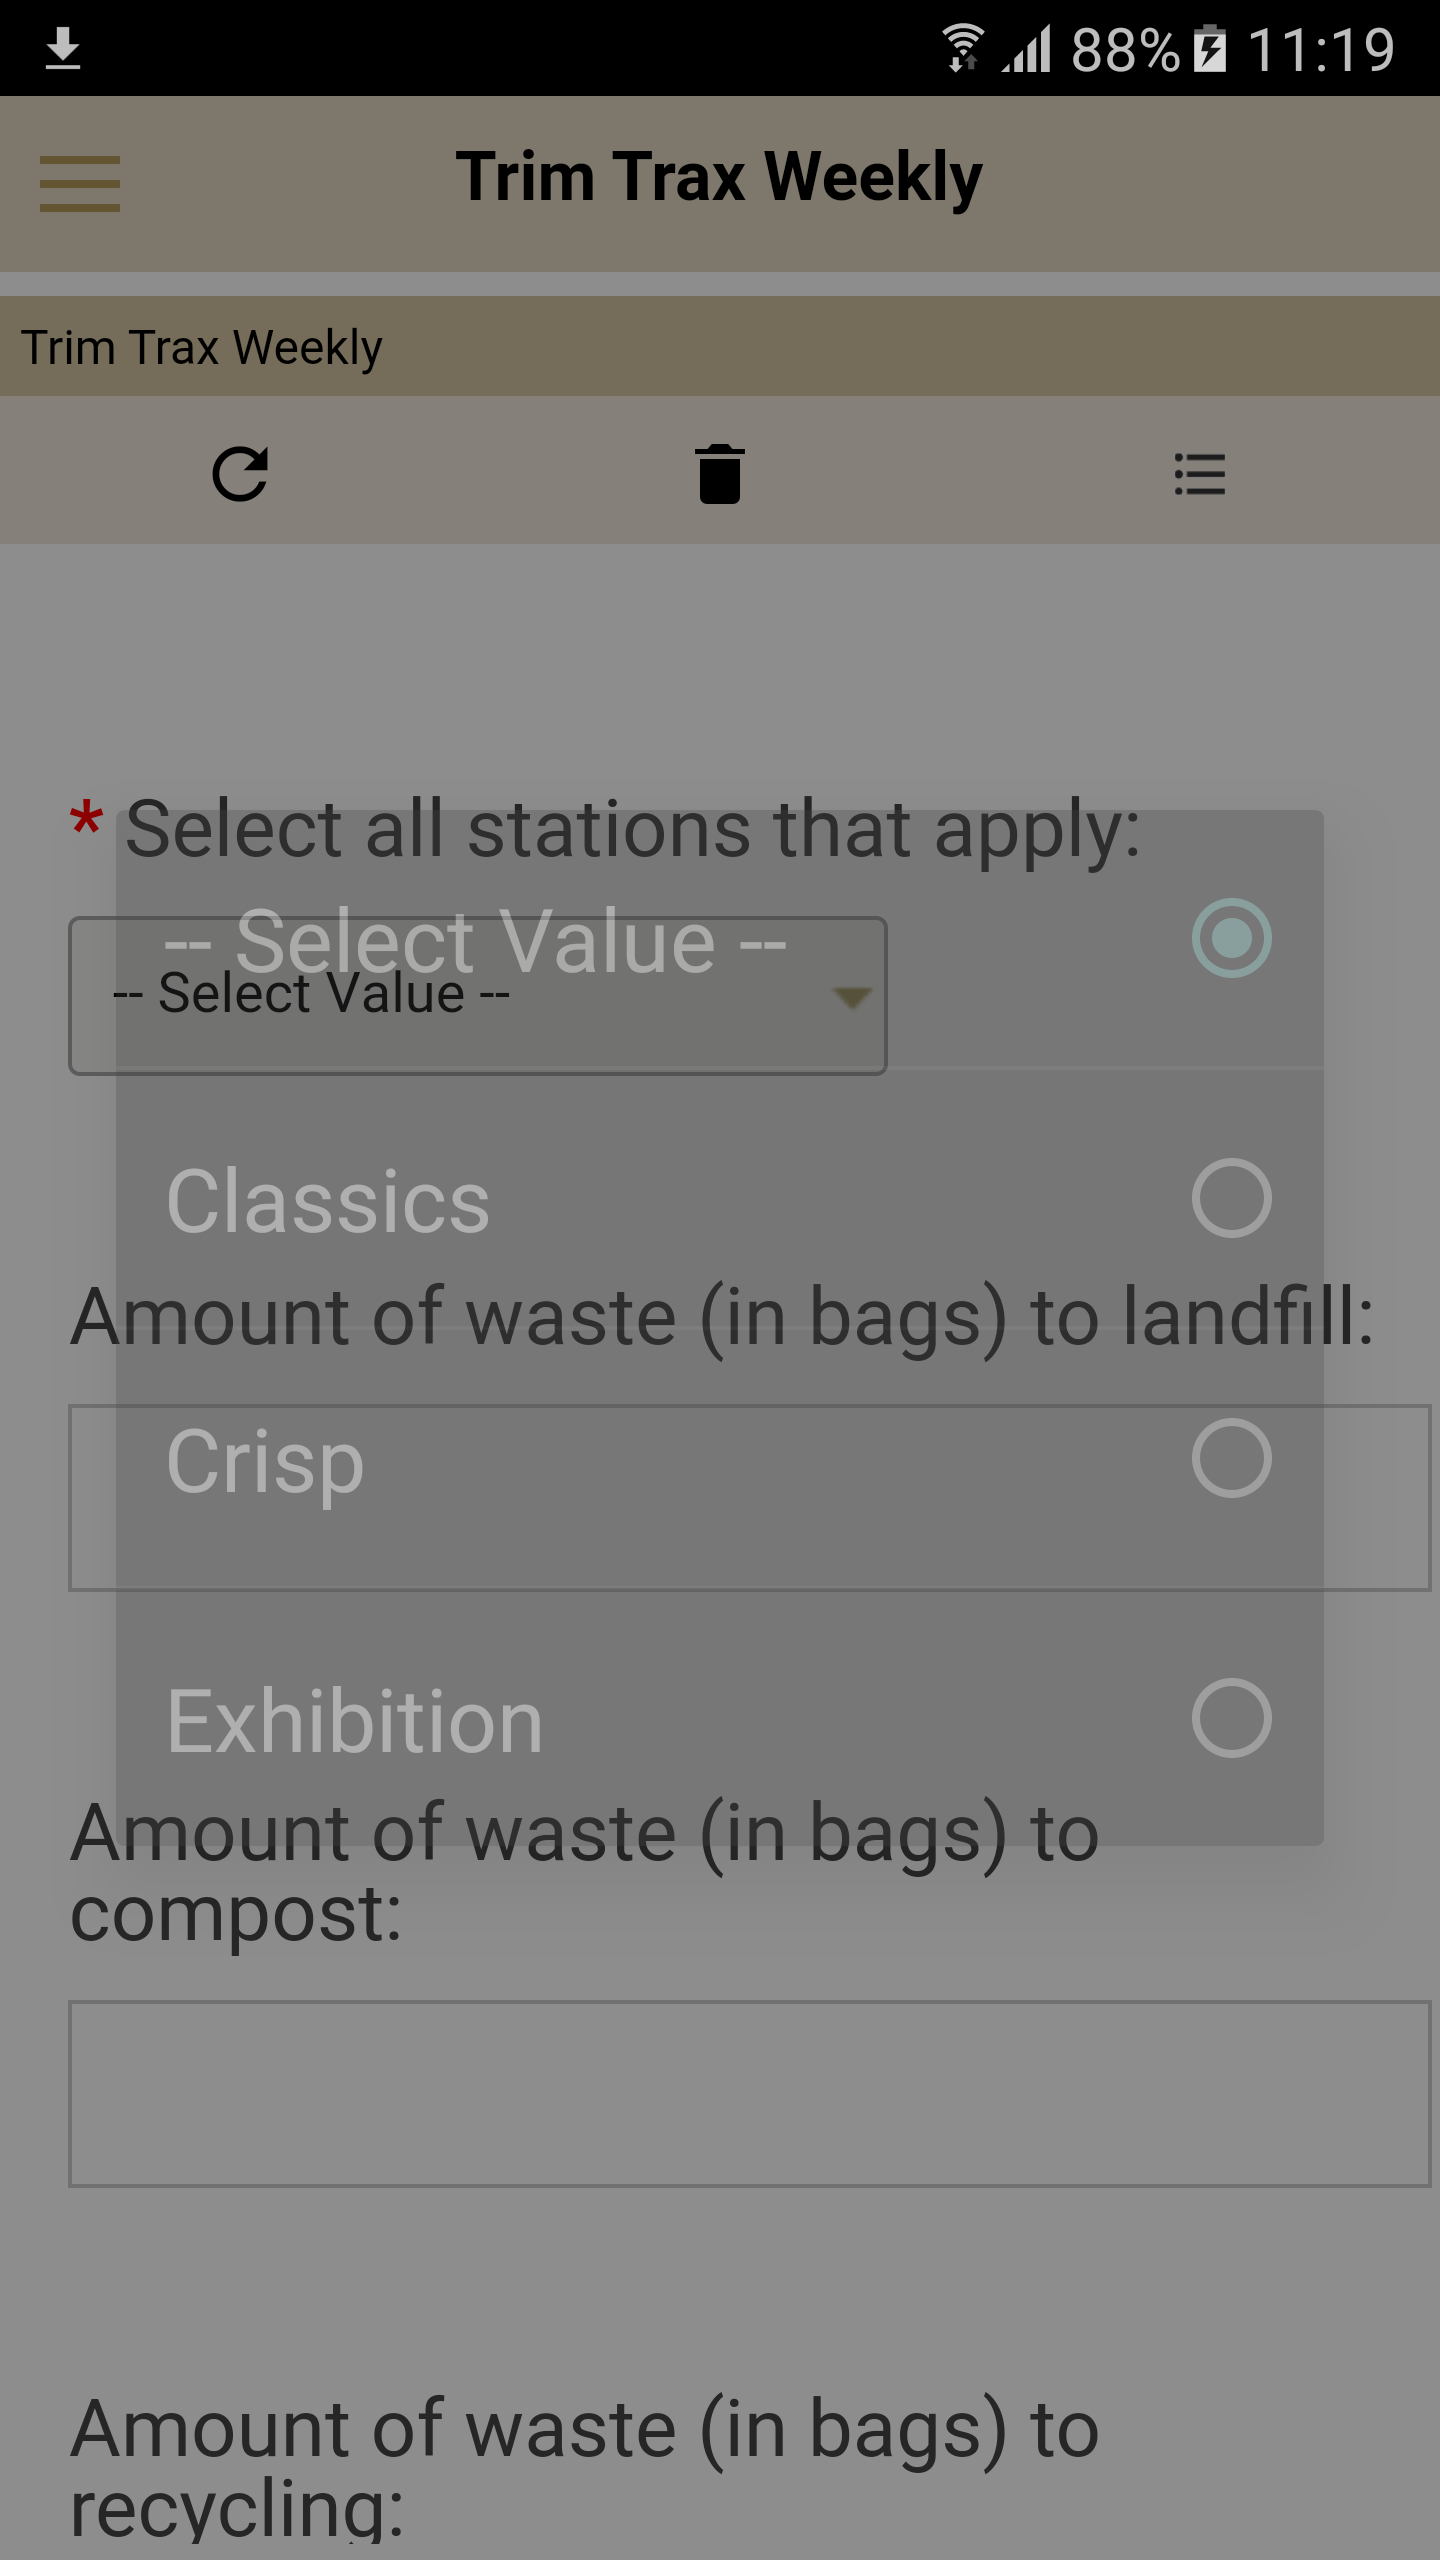 88% 11:19
Trim Trax Weekly
Trim Trax Weekly
* Select all stations that apply:
-- Select Value --
-- Select Value --
Classics
Amount of waste (in bags) to landfill:
Crisp
Exhibition
Amount of waste (in bags) to
compost:
Amount of waste (in bags) to
recycling: